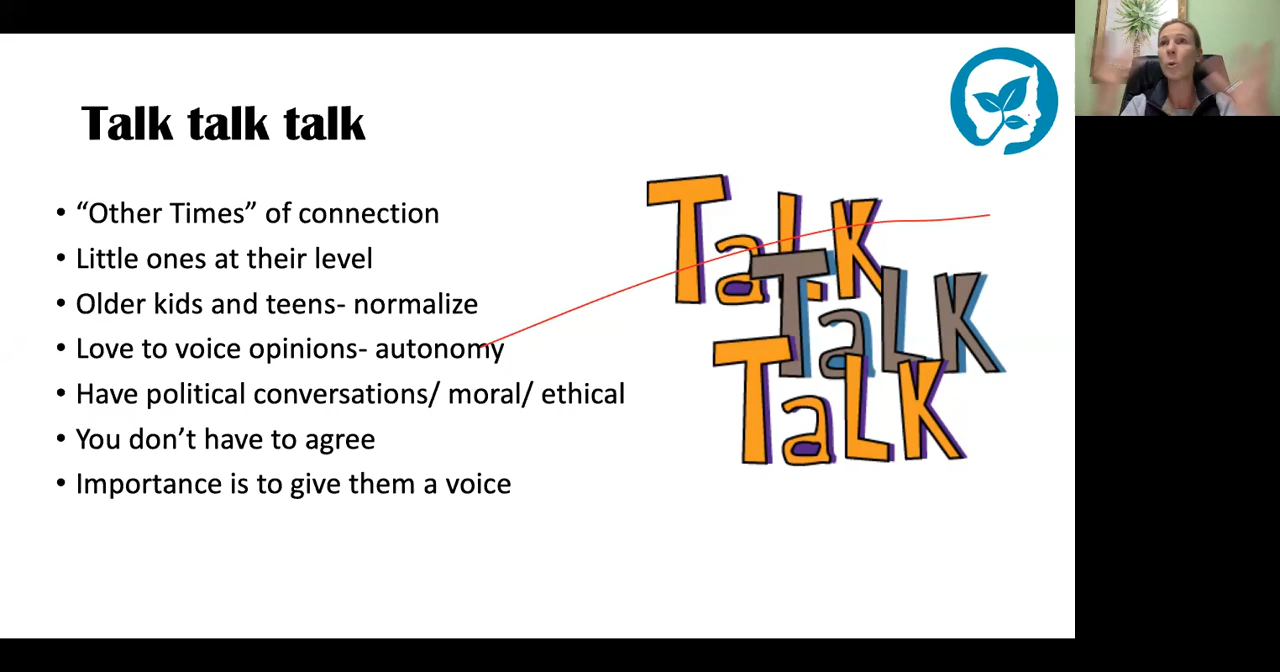 Talk talk talk
• “Other Times” of connection
• Little ones at their level
• Older kids and teens- normalize
• Love to voice opinions- autonomy
• Have political conversations/ moral/ ethical
• You don’t have to agree
• Importance is to give them a voice
TaLK
TaLK
TaLK